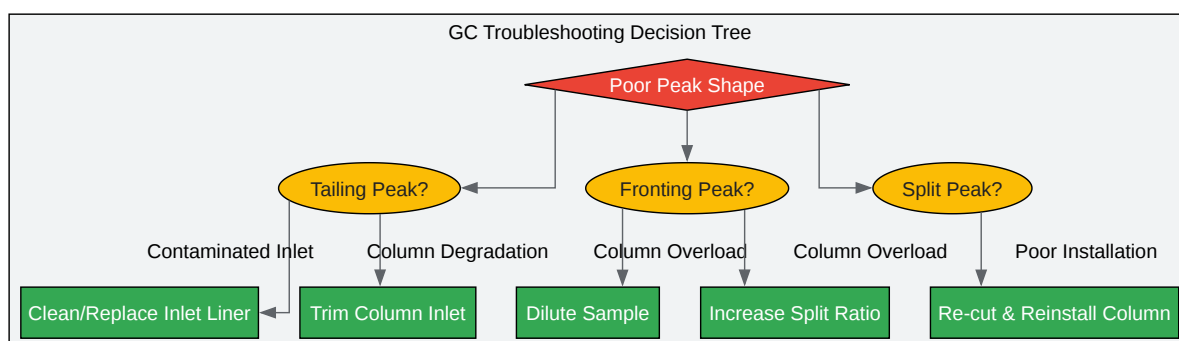 GC Troubleshooting Decision Tree
Poor Peak Shape
Tailing Peak?
Fronting Peak?
Split Peak?
Contaminated Inlet
Column Degradation
Column Overload
Column Overload
Poor Installation
Clean/Replace Inlet Liner
Trim Column Inlet
Dilute Sample
Increase Split Ratio
Re-cut & Reinstall Column